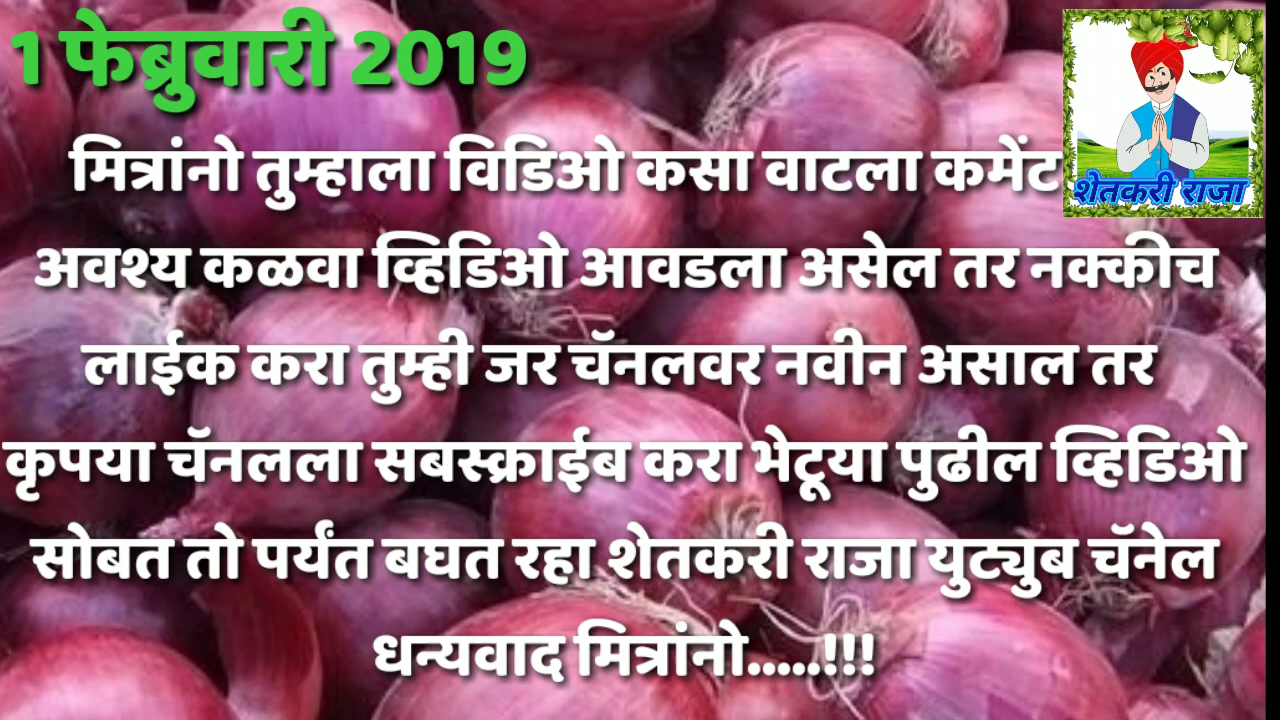 1 फेब्रुवारी 2019
मित्रांनो तुम्हाला विडिओ कसा वाटला कमेंट
अवश्य कळवा व्हिडिओ आवडला असेल तर नक्कीच
लाईक करा तुम्ही जर चॅनलवर नवीन असाल तर
कृपया चॅनलला सबस्क्राईब करा भेटूया पुढील व्हिडिओ
सोबत तो पर्यंत बघत रहा शेतकरी राजा युट्युब चॅनेल
धन्यवाद मित्रांनो.....!!!
शेतकरी राजा